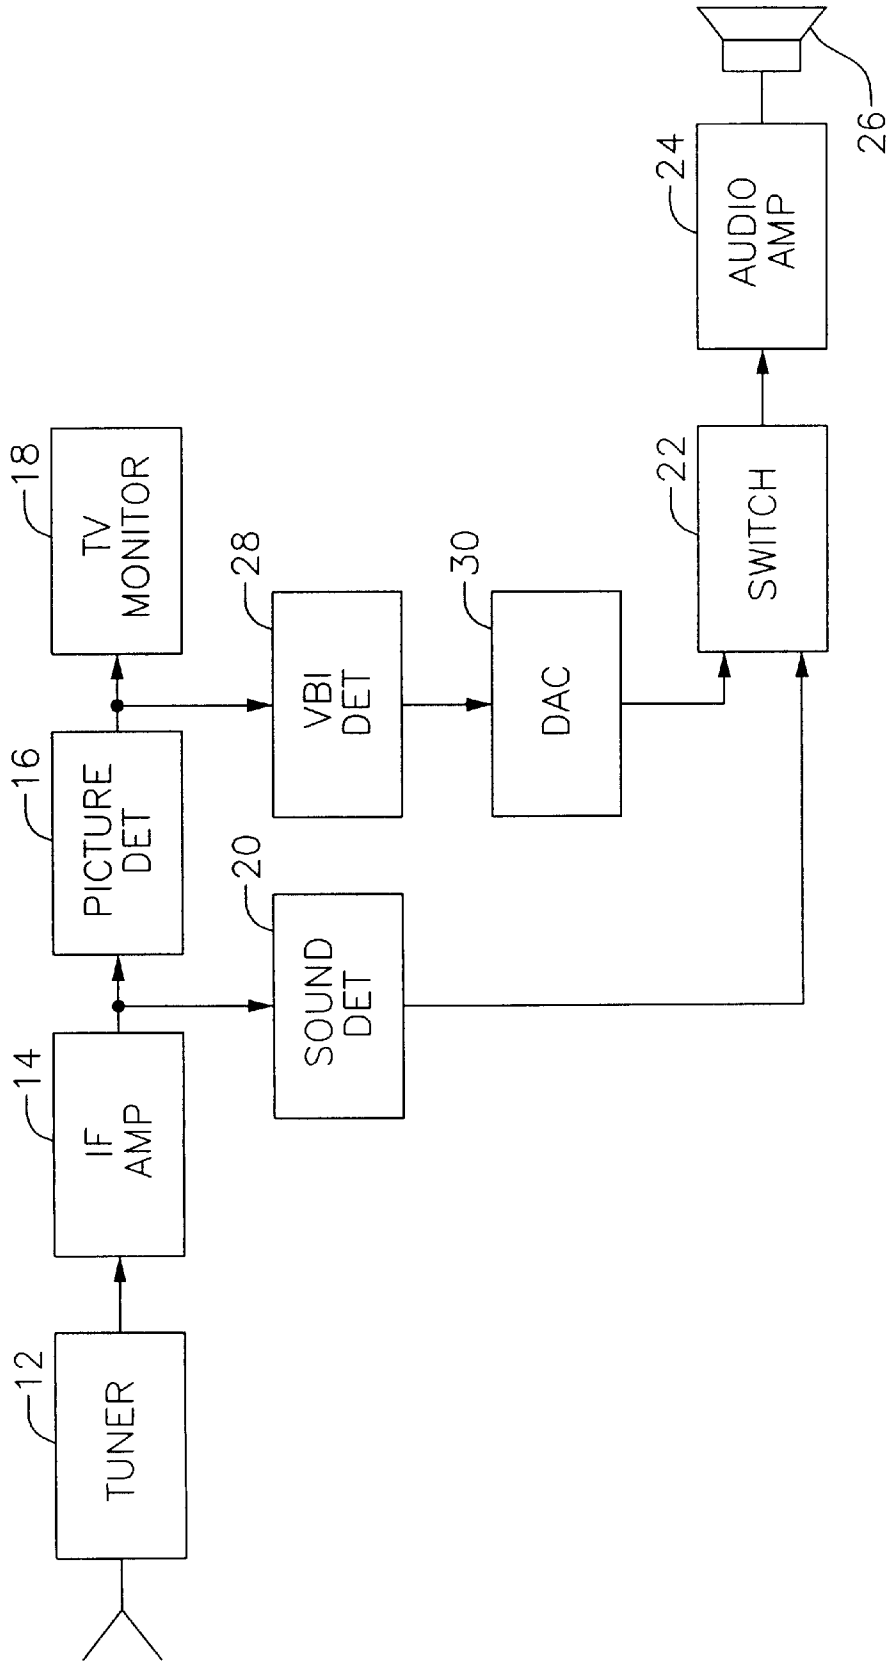 12
TUNER
14
IF
AMP
16
PICTURE
DET
18
TV
MONITOR
20
SOUND
DET
28
VBI
DET
30
DAC
22
SWITCH
24
AUDIO
AMP
26